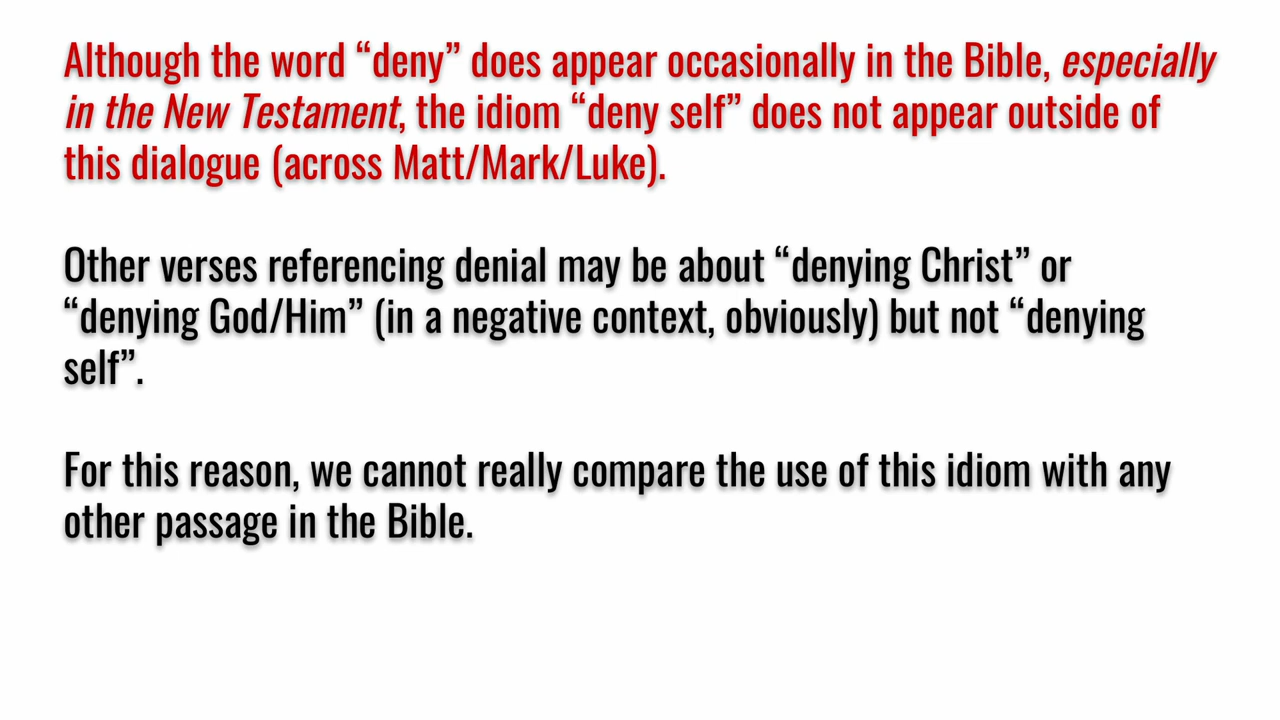 Although the word “deny” does appear occasionally in the Bible, especially
in the New Testament, the idiom “deny self” does not appear outside of
this dialogue (across Matt/Mark/Luke).
Other verses referencing denial may be about “denying Christ” or
“denying God/Him” (in a negative context, obviously) but not “denying
self”.
For this reason, we cannot really compare the use of this idiom with any
other passage in the Bible.